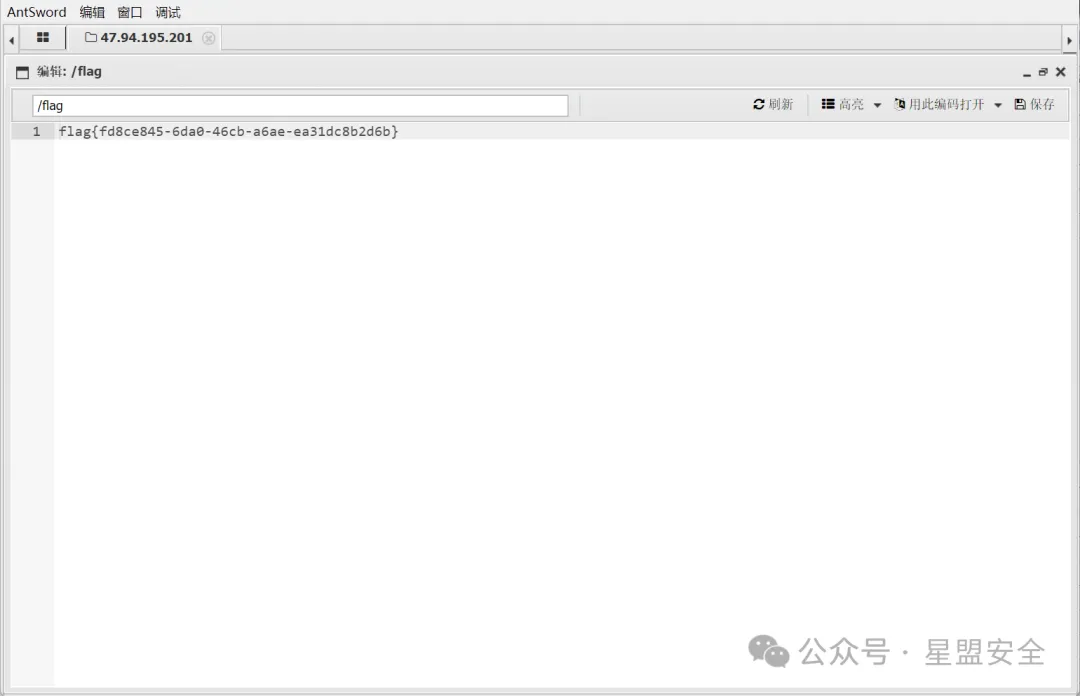 AntSword 编辑 窗口 调试
47.94.195.201
编辑: /flag
/flag 刷新 高亮 用此编码打开 保存
1 flag{fd8ce845-6da0-46cb-a6ae-ea31dc8b2d6b}
公众号 · 星盟安全